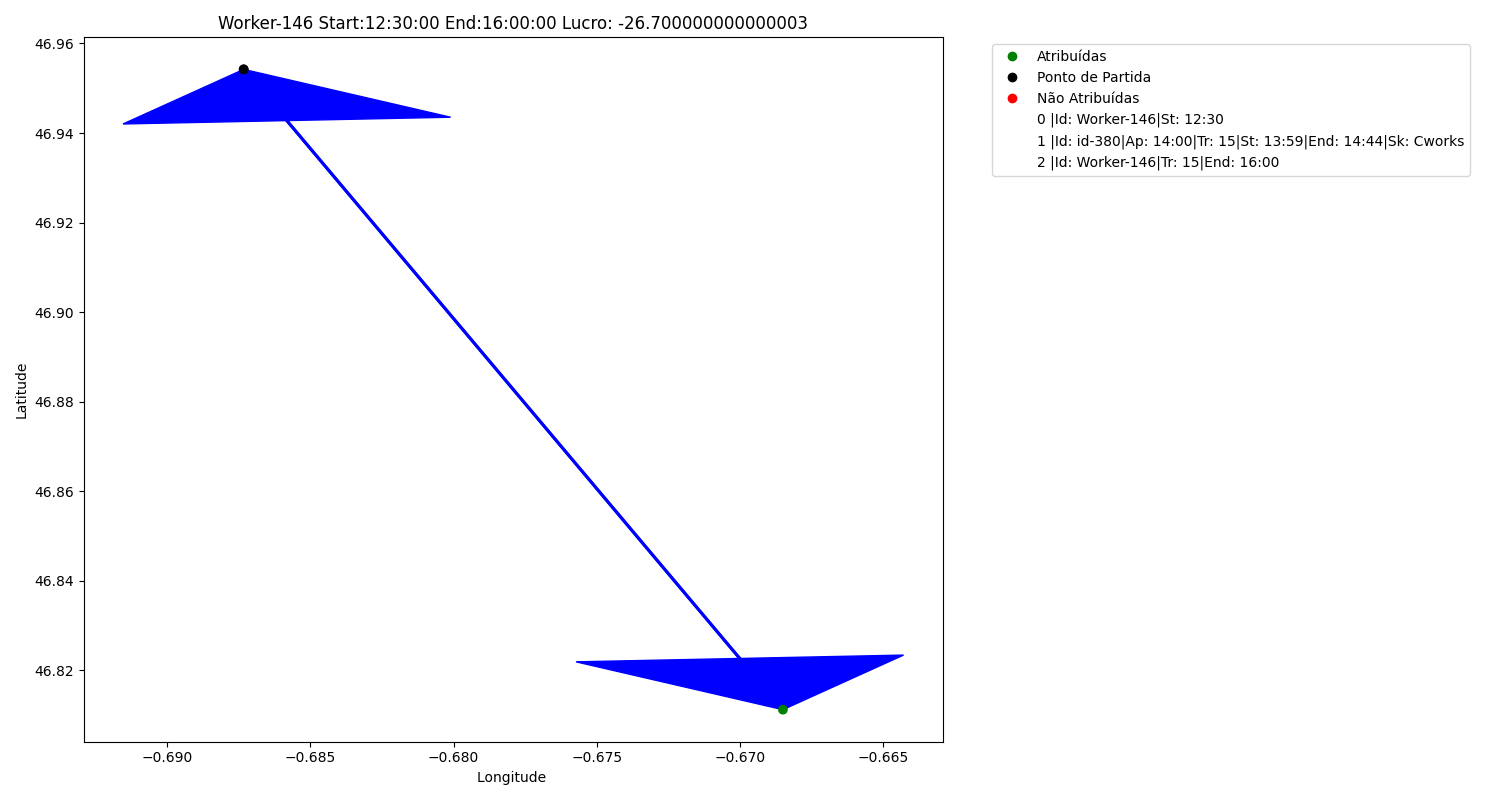 Worker-146 Start:12:30:00 End:16:00:00 Lucro: -26.700000000000003
46.96
46.94
46.92
46.90
46.88
46.86
46.84
46.82
Latitude
−0.690
−0.685
−0.680
−0.675
−0.670
−0.665
Longitude
Atribuídas
Ponto de Partida
Não Atribuídas
0 |Id: Worker-146|St: 12:30
1 |Id: id-380|Ap: 14:00|Tr: 15|St: 13:59|End: 14:44|Sk: Cworks
2 |Id: Worker-146|Tr: 15|End: 16:00